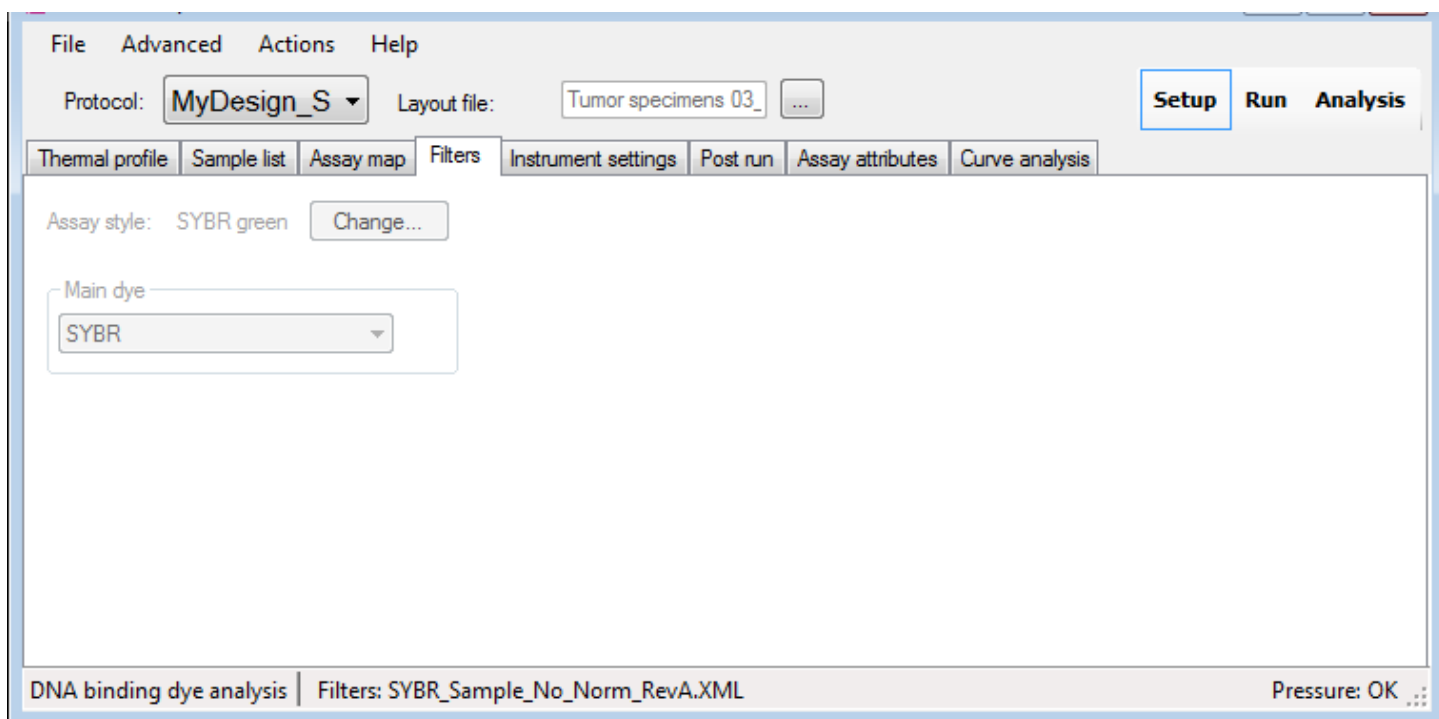 File Advanced Actions Help
Protocol: MyDesign_S Layout file: Tumor specimens 03_ ... Setup Run Analysis
Thermal profile Sample list Assay map Filters Instrument settings Post run Assay attributes Curve analysis
Assay style: SYBR green Change...
Main dye
SYBR
DNA binding dye analysis Filters: SYBR_Sample_No_Norm_RevA.XML Pressure: OK